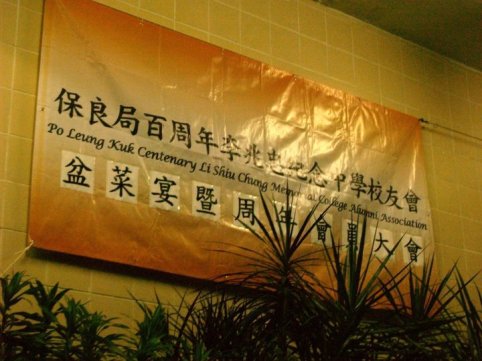 保良局百周年李兆忠紀念中學校友會
Po Leung Kuk Centenary Li Shiu Chung Memorial College Alumni Association
盆菜宴暨周年會員大會